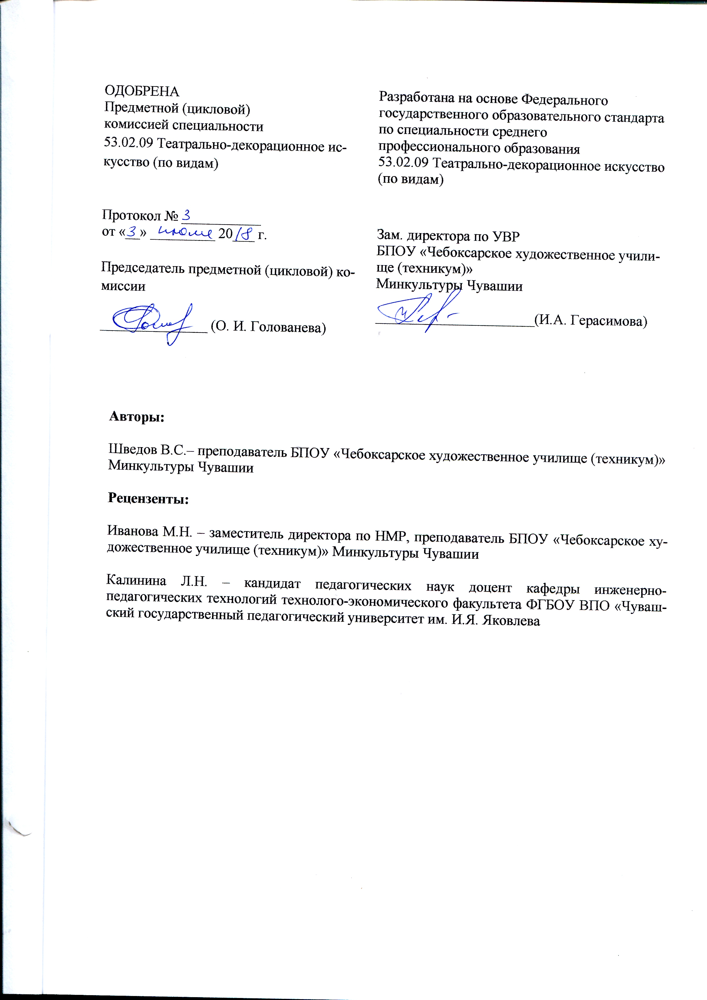 ОДОБРЕНА
Предметной (цикловой)
комиссией специальности
53.02.09 Театрально-декорационное ис-
кусство (по видам)
Протокол № 3
от «3» июля 2018 г.
Председатель предметной (цикловой) ко-
миссии
(О. И. Голованева)
Разработана на основе Федерального
государственного образовательного стандарта
по специальности среднего
профессионального образования
53.02.09 Театрально-декорационное искусство
(по видам)
Зам. директора по УВР
БПОУ «Чебоксарское художественное учили-
ще (техникум)»
Минкультуры Чувашии
(И.А. Герасимова)
Авторы:
Шведов В.С.– преподаватель БПОУ «Чебоксарское художественное училище (техникум)»
Минкультуры Чувашии
Рецензенты:
Иванова М.Н. – заместитель директора по НМР, преподаватель БПОУ «Чебоксарское ху-
дожественное училище (техникум)» Минкультуры Чувашии
Калинина Л.Н. – кандидат педагогических наук доцент кафедры инженерно-
педагогических технологий технолого-экономического факультета ФГБОУ ВПО «Чуваш-
ский государственный педагогический университет им. И.Я. Яковлева